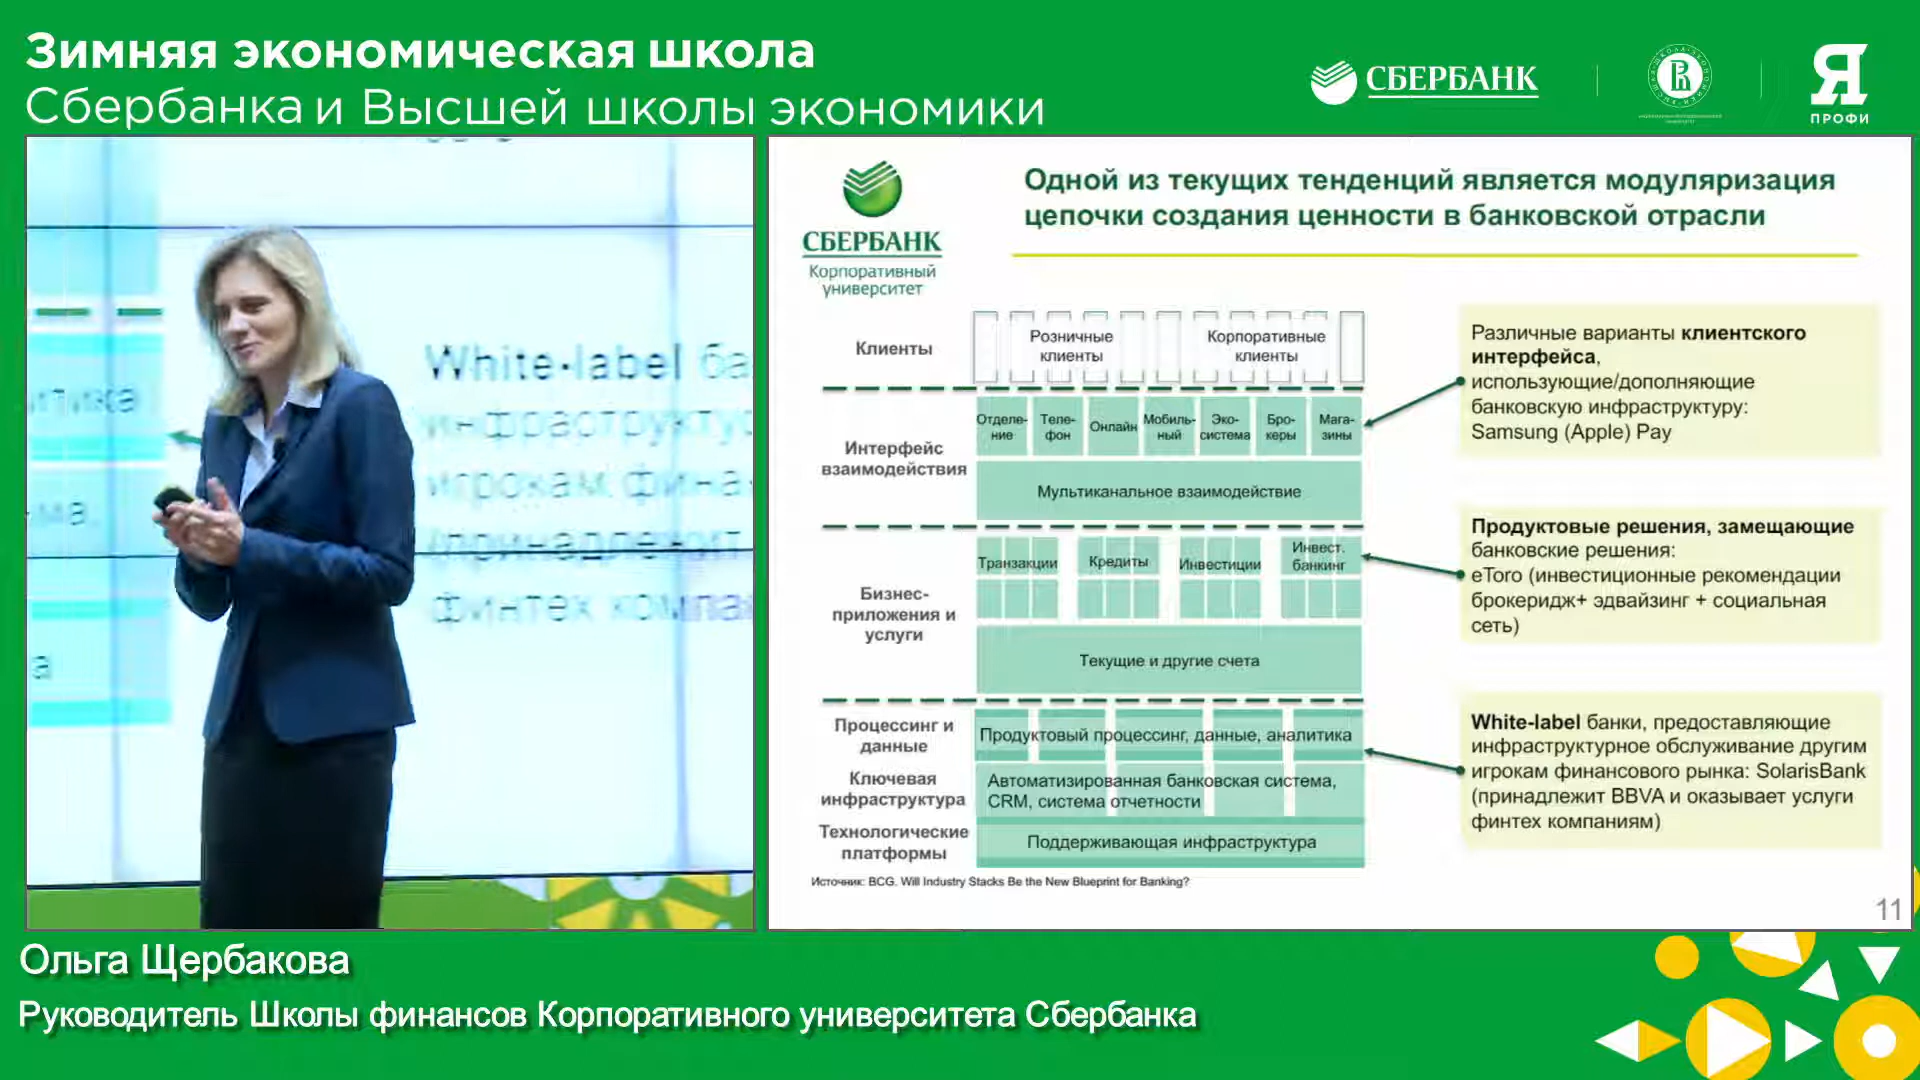 Зимняя экономическая школа
Сбербанка и Высшей школы экономики
СБЕРБАНК
Я
ПРОФИ
White-label ба
инфраструктур
игрокам фина
(принадлежит
финтех компа
СБЕРБАНК
Корпоративный
университет
Одной из текущих тенденций является модуляризация
цепочки создания ценности в банковской отрасли
Клиенты
Розничные
клиенты
Корпоративные
клиенты
Интерфейс
взаимодействия
Отделе-
ние
Теле-
фон
Онлайн
Мобиль-
ный
Эко-
система
Бро-
керы
Мага-
зины
Мультиканальное взаимодействие
Бизнес-
приложения и
услуги
Транзакции
Кредиты
Инвестиции
Инвест.
банкинг
Текущие и другие счета
Процессинг и
данные
Продуктовый процессинг, данные, аналитика
Ключевая
инфраструктура
Автоматизированная банковская система,
CRM, система отчетности
Технологические
платформы
Поддерживающая инфраструктура
Источник: BCG. Will Industry Stacks Be the New Blueprint for Banking?
Различные варианты клиентского
интерфейса,
использующие/дополняющие
банковскую инфраструктуру:
Samsung (Apple) Pay
Продуктовые решения, замещающие
банковские решения:
eToro (инвестиционные рекомендации
брокеридж+ эдвайзинг + социальная
сеть)
White-label банки, предоставляющие
инфраструктурное обслуживание другим
игрокам финансового рынка: SolarisBank
(принадлежит BBVA и оказывает услуги
финтех компаниям)
11
Ольга Щербакова
Руководитель Школы финансов Корпоративного университета Сбербанка